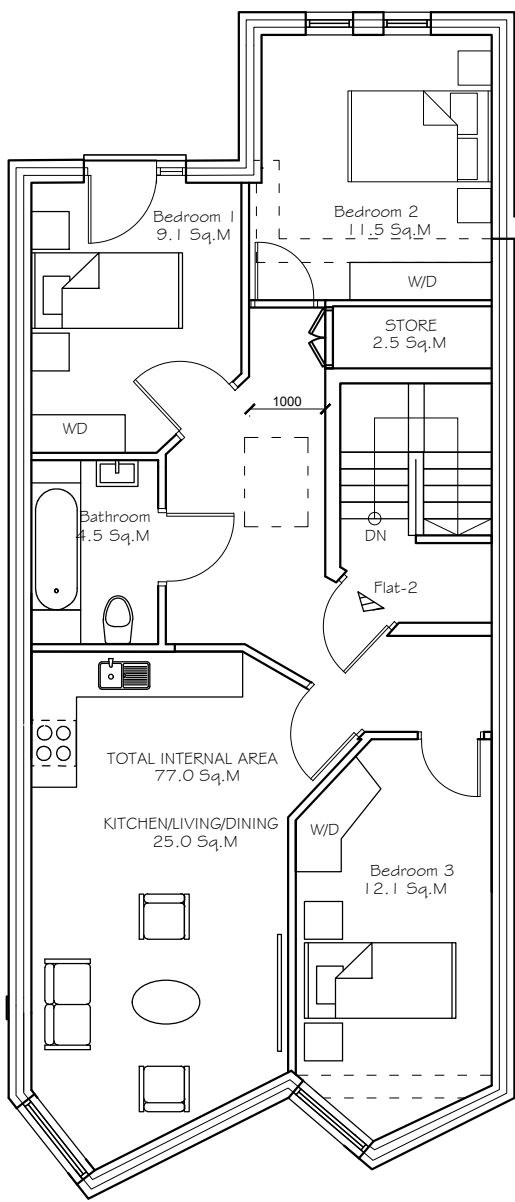 Bedroom 1
9.1 Sq.M
Bedroom 2
11.5 Sq.M
W/D
STORE
2.5 Sq.M
1000
WD
Bathroom
4.5 Sq.M
DN
Flat-2
TOTAL INTERNAL AREA
77.0 Sq.M
KITCHEN/LIVING/DINING
25.0 Sq.M
W/D
Bedroom 3
12.1 Sq.M